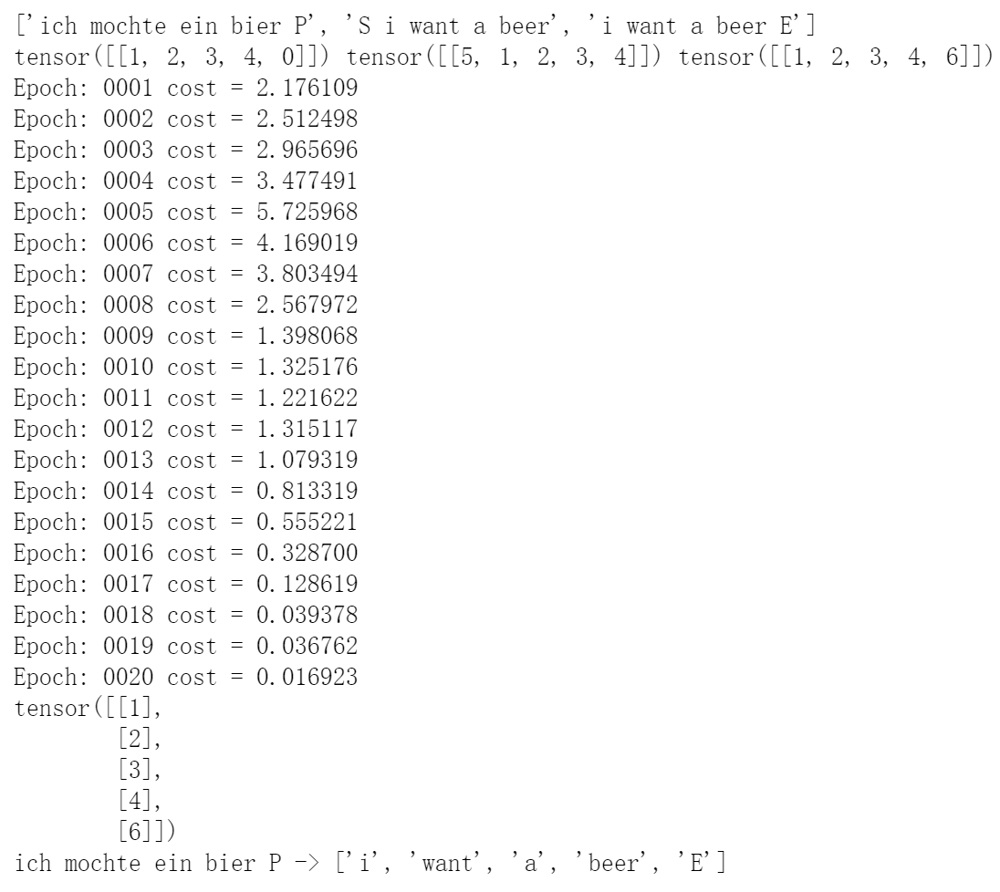 ['ich mochte ein bier P', 'S i want a beer', 'i want a beer E']
tensor([[1, 2, 3, 4, 0]]) tensor([[5, 1, 2, 3, 4]]) tensor([[1, 2, 3, 4, 6]])
Epoch: 0001 cost = 2.176109
Epoch: 0002 cost = 2.512498
Epoch: 0003 cost = 2.965696
Epoch: 0004 cost = 3.477491
Epoch: 0005 cost = 5.725968
Epoch: 0006 cost = 4.169019
Epoch: 0007 cost = 3.803494
Epoch: 0008 cost = 2.567972
Epoch: 0009 cost = 1.398068
Epoch: 0010 cost = 1.325176
Epoch: 0011 cost = 1.221622
Epoch: 0012 cost = 1.315117
Epoch: 0013 cost = 1.079319
Epoch: 0014 cost = 0.813319
Epoch: 0015 cost = 0.555221
Epoch: 0016 cost = 0.328700
Epoch: 0017 cost = 0.128619
Epoch: 0018 cost = 0.039378
Epoch: 0019 cost = 0.036762
Epoch: 0020 cost = 0.016923
tensor([[1],
        [2],
        [3],
        [4],
        [6]])
ich mochte ein bier P -> ['i', 'want', 'a', 'beer', 'E']